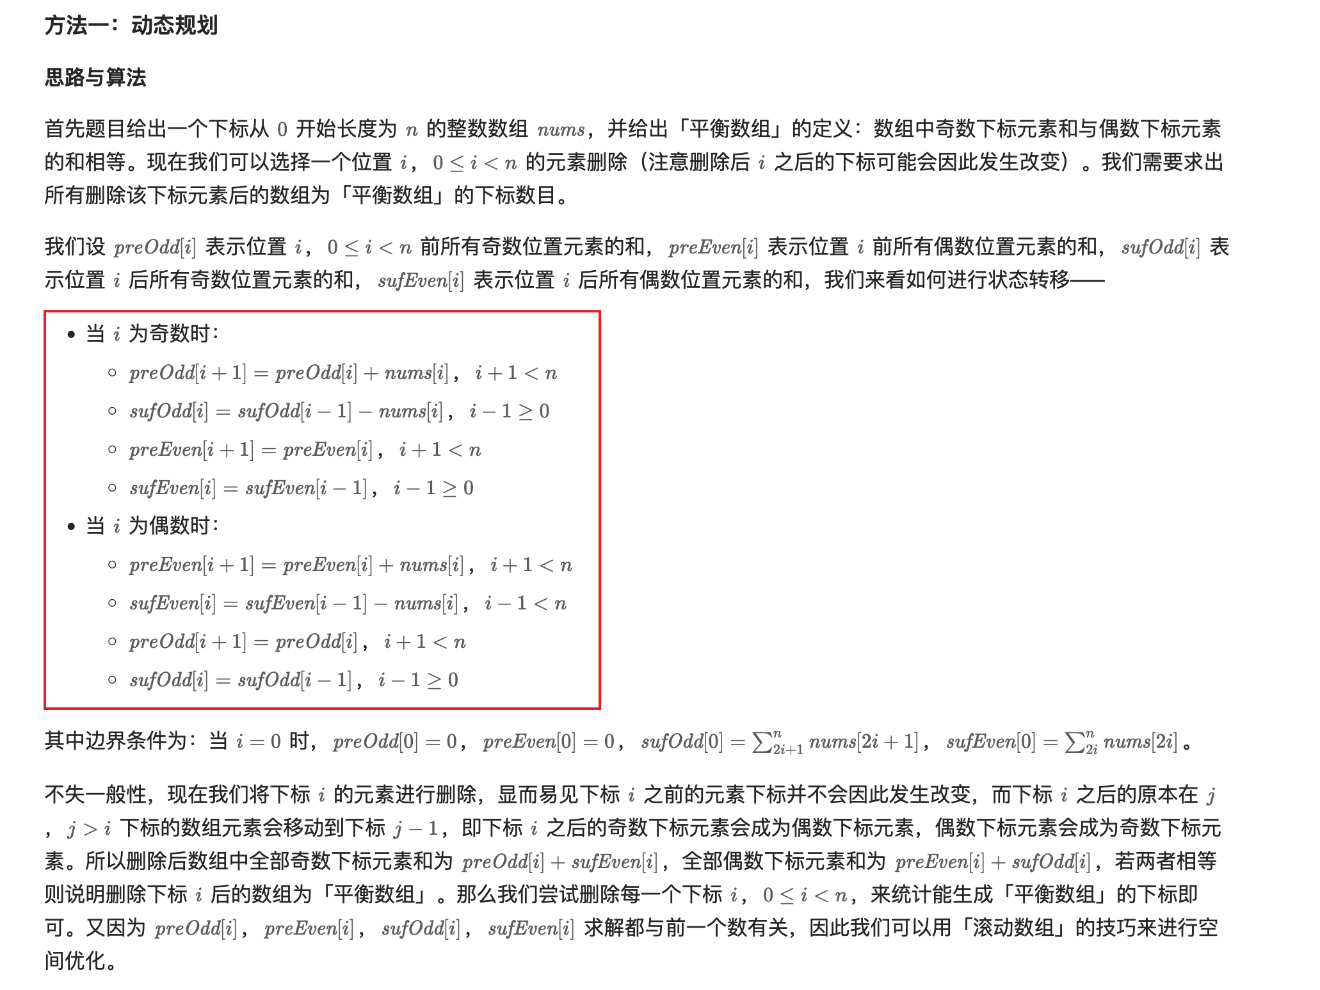 方法一：动态规划
思路与算法
首先题目给出一个下标从 0 开始长度为 n 的整数数组 nums，并给出「平衡数组」的定义：数组中奇数下标元素和与偶数下标元素
的和相等。现在我们可以选择一个位置 i，0 ≤ i < n 的元素删除（注意删除后 i 之后的下标可能会因此发生改变）。我们需要求出
所有删除该下标元素后的数组为「平衡数组」的下标数目。
我们设 preOdd[i] 表示位置 i，0 ≤ i < n 前所有奇数位置元素的和，preEven[i] 表示位置 i 前所有偶数位置元素的和，sufOdd[i] 表
示位置 i 后所有奇数位置元素的和，sufEven[i] 表示位置 i 后所有偶数位置元素的和，我们来看如何进行状态转移——
• 当 i 为奇数时：
◦ preOdd[i + 1] = preOdd[i] + nums[i]，i + 1 < n
◦ sufOdd[i] = sufOdd[i − 1] − nums[i]，i − 1 ≥ 0
◦ preEven[i + 1] = preEven[i]，i + 1 < n
◦ sufEven[i] = sufEven[i − 1]，i − 1 ≥ 0
• 当 i 为偶数时：
◦ preEven[i + 1] = preEven[i] + nums[i]，i + 1 < n
◦ sufEven[i] = sufEven[i − 1] − nums[i]，i − 1 < n
◦ preOdd[i + 1] = preOdd[i]，i + 1 < n
◦ sufOdd[i] = sufOdd[i − 1]，i − 1 ≥ 0
其中边界条件为：当 i = 0 时，preOdd[0] = 0，preEven[0] = 0，sufOdd[0] = ∑_{2i+1}^{n} nums[2i + 1]，sufEven[0] = ∑_{2i}^{n} nums[2i]。
不失一般性，现在我们将下标 i 的元素进行删除，显而易见下标 i 之前的元素下标并不会因此发生改变，而下标 i 之后的原本在 j
，j > i 下标的数组元素会移动到下标 j − 1，即下标 i 之后的奇数下标元素会成为偶数下标元素，偶数下标元素会成为奇数下标元
素。所以删除后数组中全部奇数下标元素和为 preOdd[i] + sufEven[i]，全部偶数下标元素和为 preEven[i] + sufOdd[i]，若两者相等
则说明删除下标 i 后的数组为「平衡数组」。那么我们尝试删除每一个下标 i，0 ≤ i < n，来统计能生成「平衡数组」的下标即
可。又因为 preOdd[i]，preEven[i]，sufOdd[i]，sufEven[i] 求解都与前一个数有关，因此我们可以用「滚动数组」的技巧来进行空
间优化。